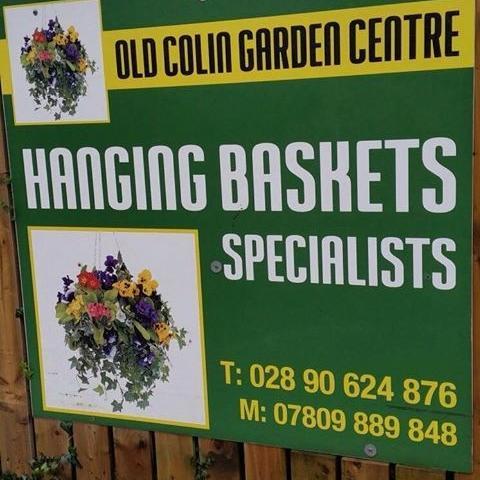 OLD COLIN GARDEN CENTRE
HANGING BASKETS
SPECIALISTS
T: 028 90 624 876
M: 07809 889 848